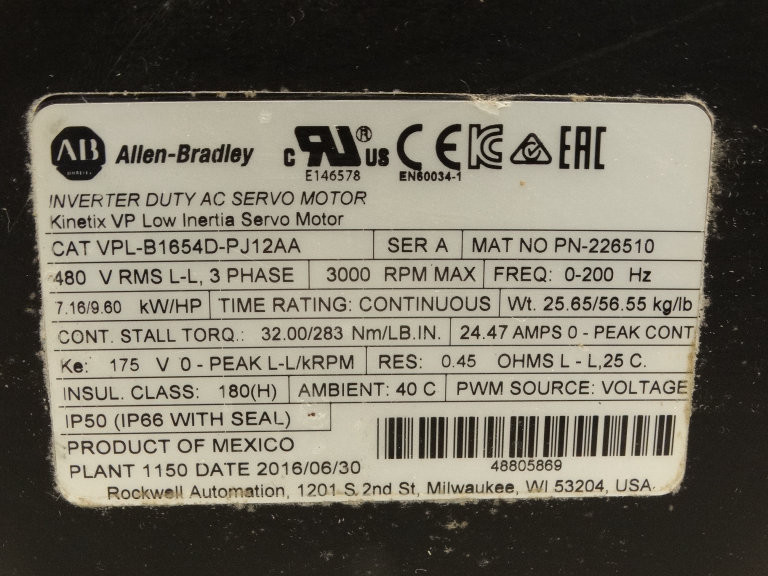 AB Allen-Bradley c RU ® US CE KC EAC
E146578 EN60034-1
INVERTER DUTY AC SERVO MOTOR
Kinetix VP Low Inertia Servo Motor
CAT VPL-B1654D-PJ12AA SER A MAT NO PN-226510
480 V RMS L-L, 3 PHASE 3000 RPM MAX FREQ: 0-200 Hz
7.16/9.60 kW/HP TIME RATING: CONTINUOUS Wt. 25.65/56.55 kg/lb
CONT. STALL TORQ.: 32.00/283 Nm/LB.IN. 24.47 AMPS 0 - PEAK CONT
Ke: 175 V 0 - PEAK L-L/kRPM RES: 0.45 OHMS L - L,25 C.
INSUL. CLASS: 180(H) AMBIENT: 40 C PWM SOURCE: VOLTAGE
IP50 (IP66 WITH SEAL)
PRODUCT OF MEXICO
PLANT 1150 DATE 2016/06/30 48805869
Rockwell Automation, 1201 S. 2nd St, Milwaukee, WI 53204, USA